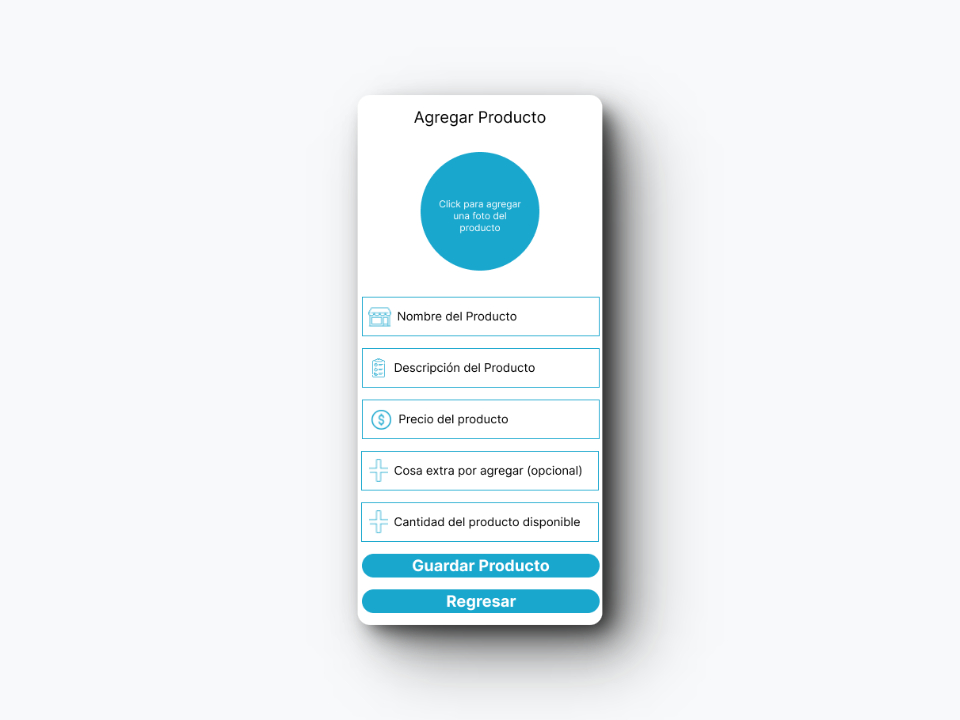 Agregar Producto
Click para agregar
una foto del
producto
Nombre del Producto
Descripción del Producto
Precio del producto
Cosa extra por agregar (opcional)
Cantidad del producto disponible
Guardar Producto
Regresar